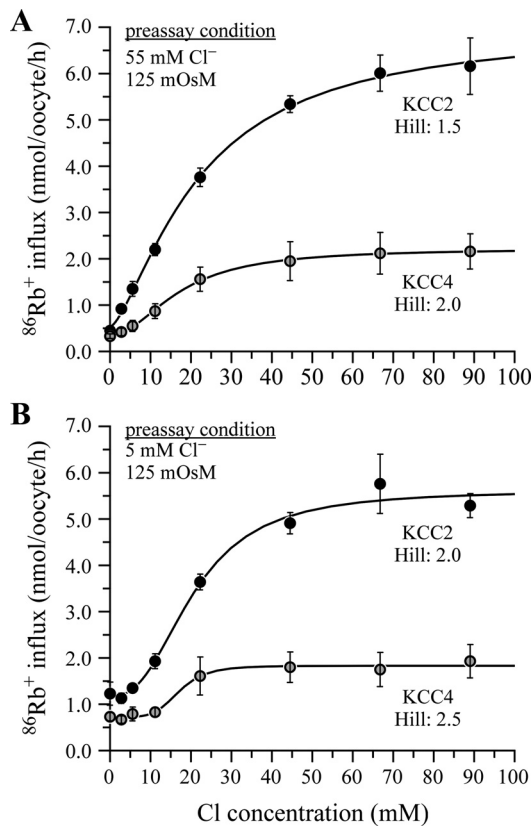 A
preassay condition
55 mM Cl⁻
125 mOsM
⁸⁶Rb⁺ influx (nmol/oocyte/h)
7.0
6.0
5.0
4.0
3.0
2.0
1.0
0.0
KCC2
Hill: 1.5
KCC4
Hill: 2.0
0 10 20 30 40 50 60 70 80 90 100
B
preassay condition
5 mM Cl⁻
125 mOsM
⁸⁶Rb⁺ influx (nmol/oocyte/h)
7.0
6.0
5.0
4.0
3.0
2.0
1.0
0.0
KCC2
Hill: 2.0
KCC4
Hill: 2.5
0 10 20 30 40 50 60 70 80 90 100
Cl concentration (mM)